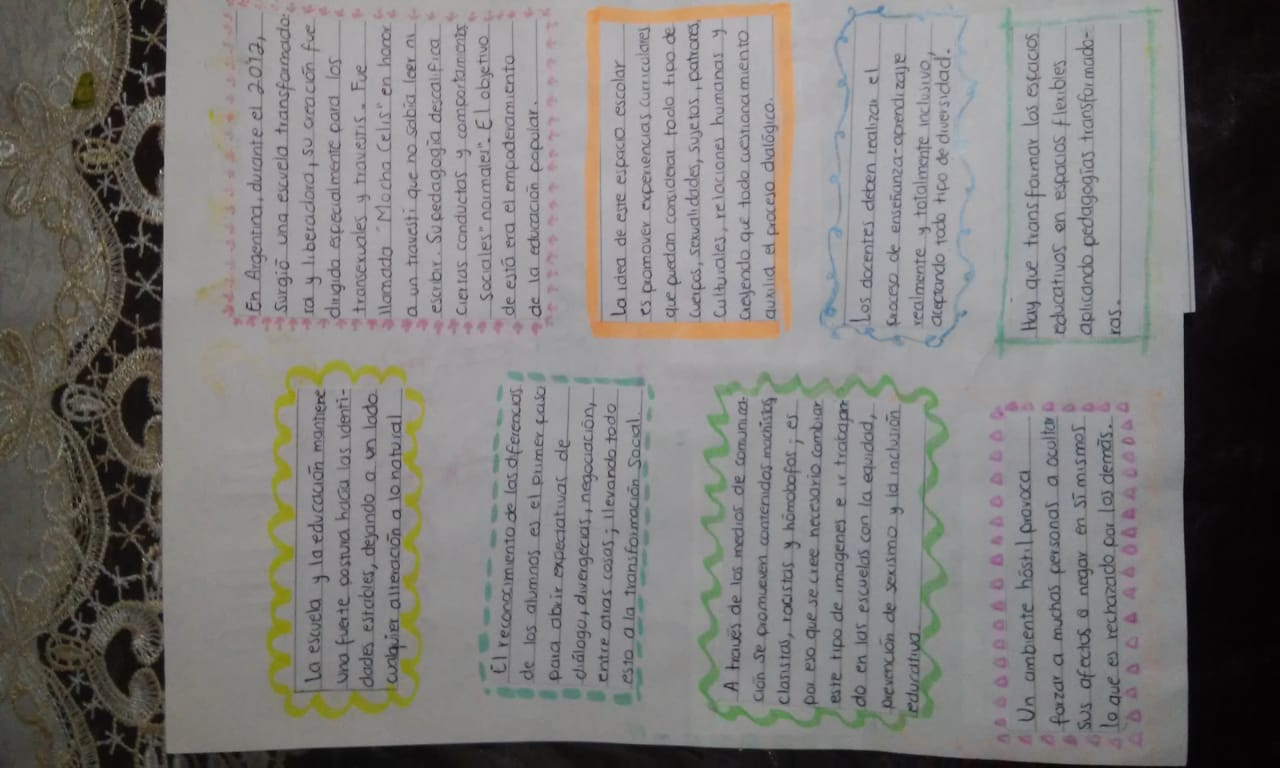 La escuela y la educación mantiene
una fuerte postura hacia las identi-
dades estables, dejando a un lado
cualquier alteración a lo natural
El reconocimiento de las diferencias
de los alumnos es el primer paso
para abrir expectativas de
diálogo, divergecias, negociación,
entre otras cosas; llevando todo
esto a la transformación social.
A través de los medios de comunica-
ción se promueven contenidos machistas,
clasistas, racistas y hómobofas; es
por eso que se cree necesario cambiar
este tipo de imagenes e ir trabajan
do en las escuelas con la equidad,
prevención de sexismo y la inclusión
educativa
Un ambiente hóstil provoca
forzar a muchas personas a ocultar
sus afectos o negar en sí mismos
lo que es rechazado por los demás.
En Argentina, durante el 2012,
Surgió una escuela transformado-
ra y liberadora, su creación fue
dirigido especialmente para los
transexuales y travestis. Fue
llamada "Mocha Celis" en honor
a un travesti que no sabía leer ni
escribir. Su pedagogía descalifica
ciertas conductas y comportamientos
sociales "normales". El objetivo
de está era el empoderamiento
de la educación popular.
La idea de este espacio escolar
es promover experiencias curriculares
que puedan considerar todo tipo de
cuerpos, sexualidades, sujetos, patrones
culturales, relaciones humanas y
creyendo que todo cuestionamiento
auxilia el proceso dialógico.
Los docentes deben realizar el
proceso de enseñanza-aprendizaje
realmente y totalmente inclusivo,
aceptando todo tipo de diversidad.
Hay que transformar los espacios
educativos en espacios flexibles
aplicando pedagogías transformado-
ras.